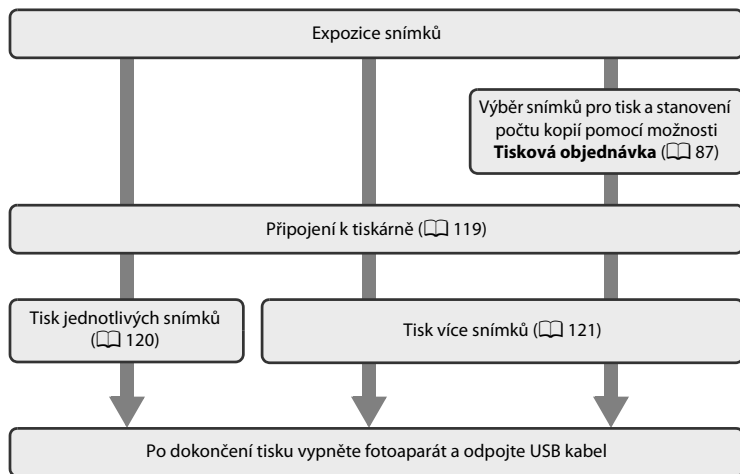 Expozice snímků
Výběr snímků pro tisk a stanovení
počtu kopií pomocí možnosti
Tisková objednávka (📖 87)
Připojení k tiskárně (📖 119)
Tisk jednotlivých snímků
(📖 120)
Tisk více snímků (📖 121)
Po dokončení tisku vypněte fotoaparát a odpojte USB kabel